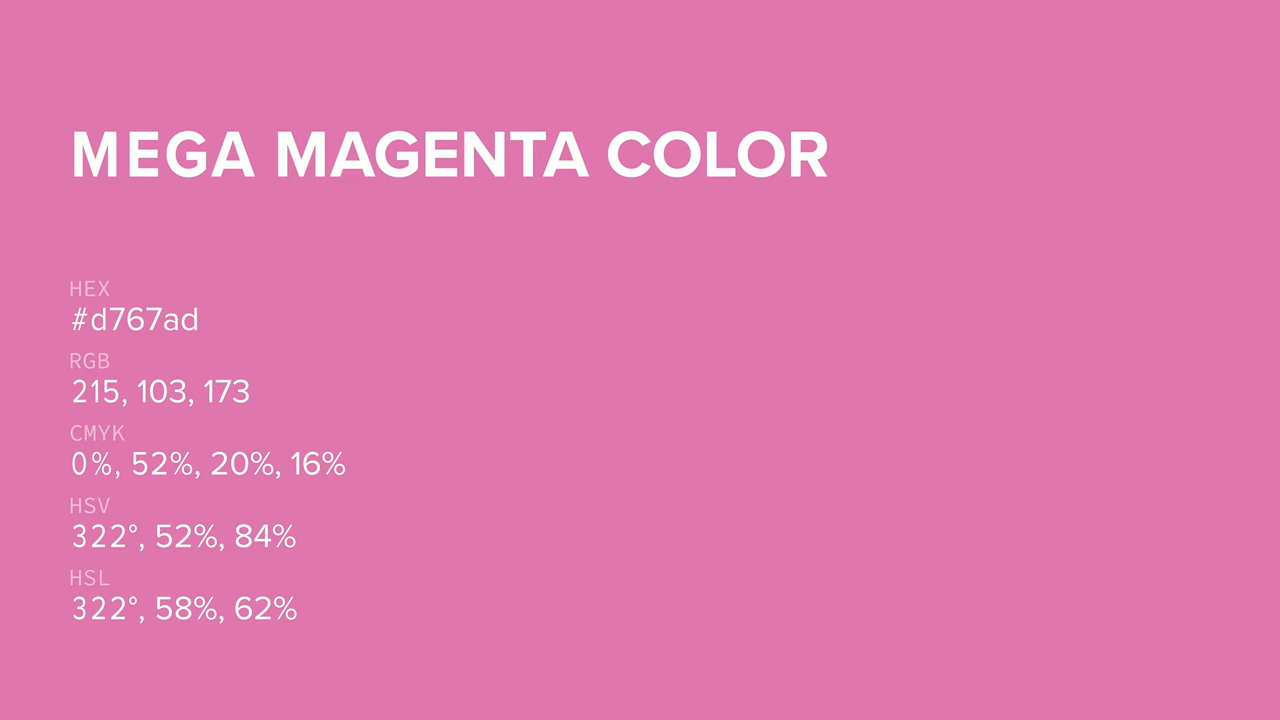 MEGA MAGENTA COLOR
HEX
#d767ad
RGB
215, 103, 173
CMYK
0%, 52%, 20%, 16%
HSV
322°, 52%, 84%
HSL
322°, 58%, 62%